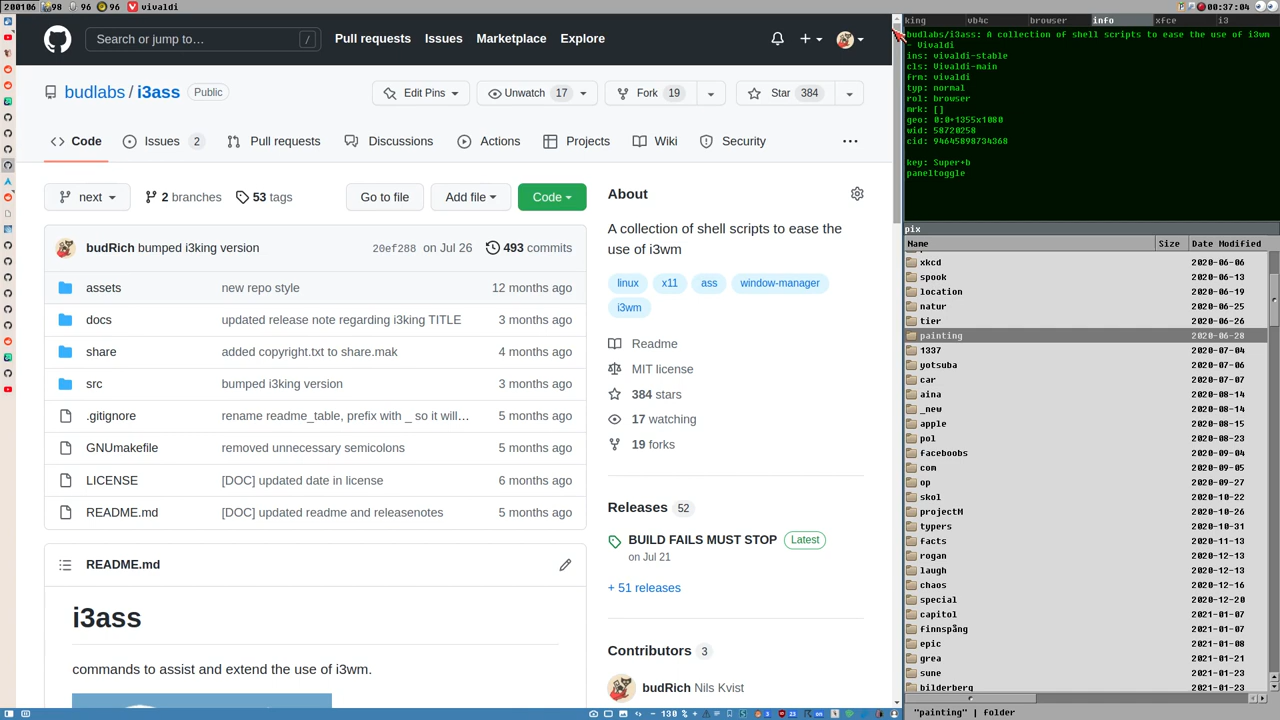 200106 98 96 96 vivaldi
00:37:04
Search or jump to…
/
Pull requests Issues Marketplace Explore
budlabs / i3ass Public
Edit Pins
Unwatch 17
Fork 19
Star 384
Code
Issues 2
Pull requests
Discussions
Actions
Projects
Wiki
Security
next
2 branches
53 tags
Go to file
Add file
Code
budRich bumped i3king version 20ef288 on Jul 26 493 commits
assets new repo style 12 months ago
docs updated release note regarding i3king TITLE 3 months ago
share added copyright.txt to share.mak 4 months ago
src bumped i3king version 3 months ago
.gitignore rename readme_table, prefix with _ so it will… 5 months ago
GNUmakefile removed unnecessary semicolons 5 months ago
LICENSE [DOC] updated date in license 6 months ago
README.md [DOC] updated readme and releasenotes 5 months ago
README.md
i3ass
commands to assist and extend the use of i3wm.
About
A collection of shell scripts to ease the
use of i3wm
linux x11 ass window-manager
i3wm
Readme
MIT license
384 stars
17 watching
19 forks
Releases 52
BUILD FAILS MUST STOP Latest
on Jul 21
+ 51 releases
Contributors 3
budRich Nils Kvist
king vb4c browser info xfce i3
budlabs/i3ass: A collection of shell scripts to ease the use of i3wm
- Vivaldi
ins: vivaldi-stable
cls: Vivaldi-main
frm: vivaldi
typ: normal
rol: browser
mrk: []
geo: 0:0+1355x1080
wid: 58720258
cid: 94645898734368
key: Super+b
paneltoggle
pix
Name Size Date Modified
xkcd 2020-06-06
spook 2020-06-13
location 2020-06-19
natur 2020-06-25
tier 2020-06-26
painting 2020-06-28
1337 2020-07-04
yotsuba 2020-07-06
car 2020-07-07
aina 2020-08-14
_new 2020-08-14
apple 2020-08-15
pol 2020-08-23
faceboobs 2020-09-04
com 2020-09-05
op 2020-09-27
skol 2020-10-22
projectM 2020-10-26
typers 2020-10-31
facts 2020-11-13
rogan 2020-12-13
laugh 2020-12-13
chaos 2020-12-16
special 2020-12-20
capitol 2021-01-07
finnspång 2021-01-07
epic 2021-01-08
grea 2021-01-21
sune 2021-01-23
bilderberg 2021-01-23
"painting" | folder
− 130 % +